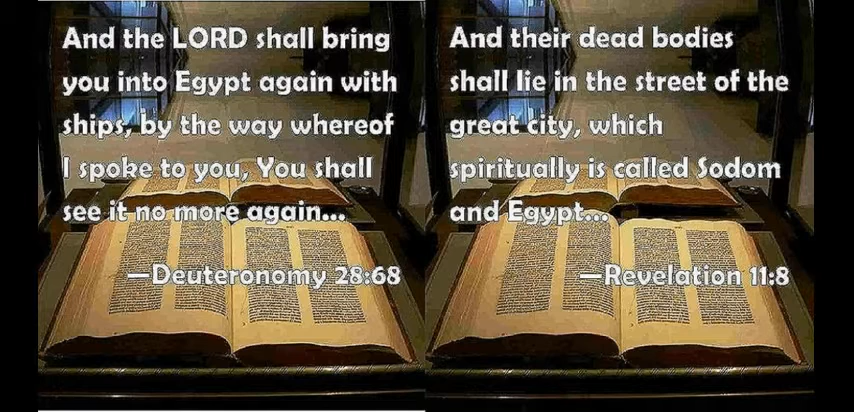 And the LORD shall bring
you into Egypt again with
ships, by the way whereof
I spoke to you, You shall
see it no more again...
—Deuteronomy 28:68
And their dead bodies
shall lie in the street of the
great city, which
spiritually is called Sodom
and Egypt...
—Revelation 11:8